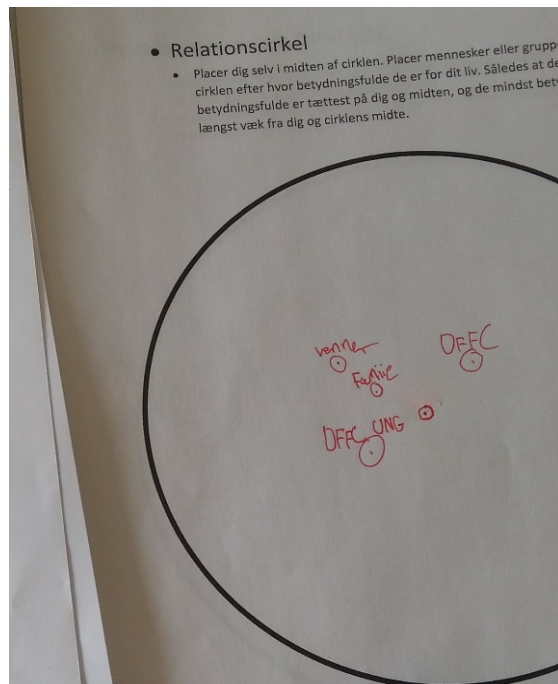 Relationscirkel
Placer dig selv i midten af cirklen. Placer mennesker eller gruppe
cirklen efter hvor betydningsfulde de er for dit liv. Således at de
betydningsfulde er tættest på dig og midten, og de mindst bety
længst væk fra dig og cirklens midte.
venner
DFFC
Familie
DFFC UNG